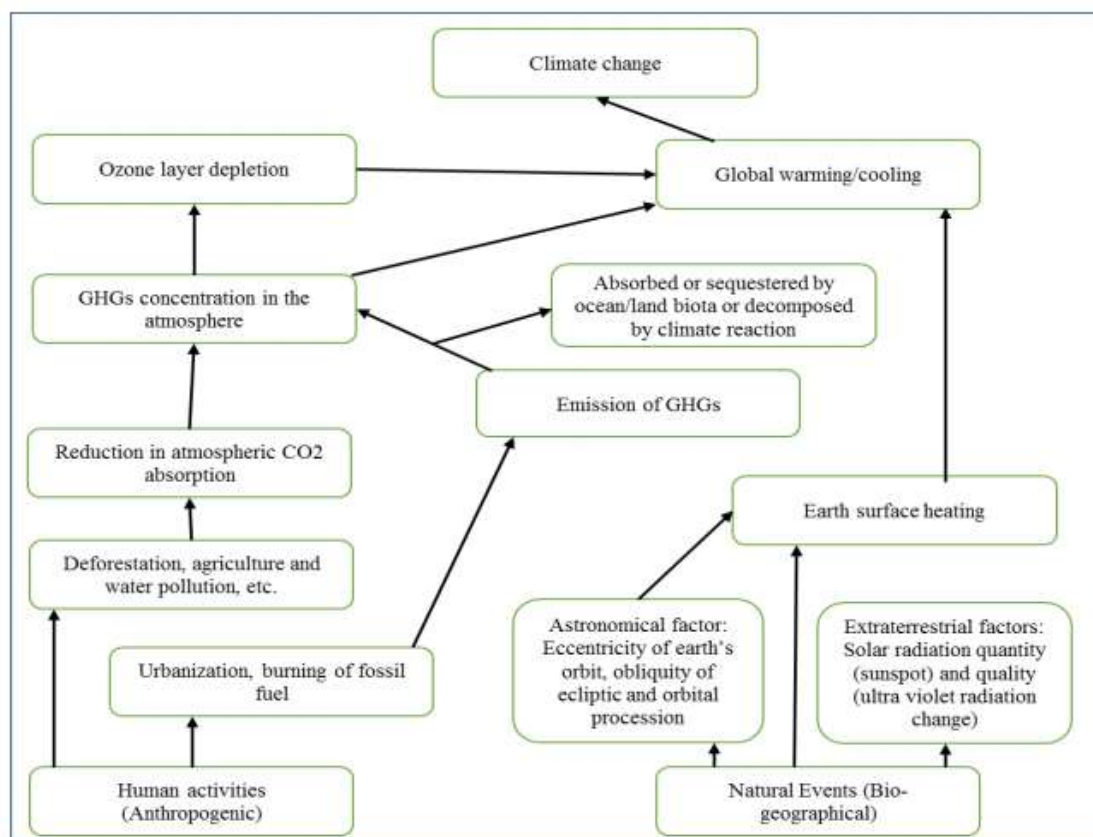 Climate change
Ozone layer depletion
Global warming/cooling
GHGs concentration in the
atmosphere
Absorbed or sequestered by
ocean/land biota or decomposed
by climate reaction
Emission of GHGs
Reduction in atmospheric CO2
absorption
Earth surface heating
Deforestation, agriculture and
water pollution, etc.
Astronomical factor:
Eccentricity of earth's
orbit, obliquity of
ecliptic and orbital
procession
Extraterrestrial factors:
Solar radiation quantity
(sunspot) and quality
(ultra violet radiation
change)
Urbanization, burning of fossil
fuel
Human activities
(Anthropogenic)
Natural Events (Bio-
geographical)